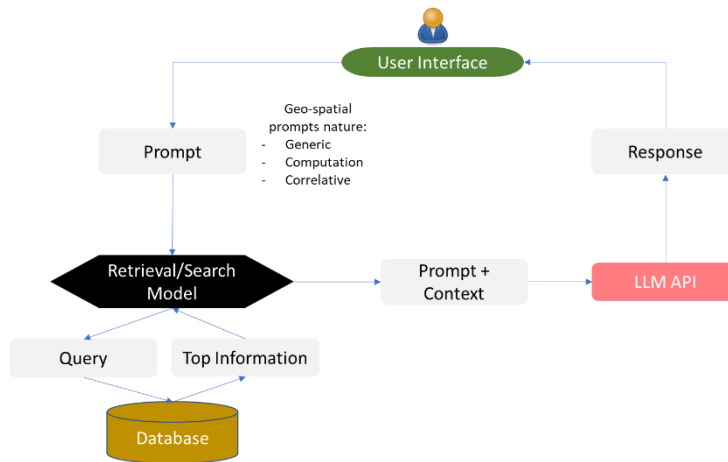 User Interface
Geo-spatial
prompts nature:
- Generic
- Computation
- Correlative
Prompt
Response
Retrieval/Search
Model
Prompt +
Context
LLM API
Query
Top Information
Database